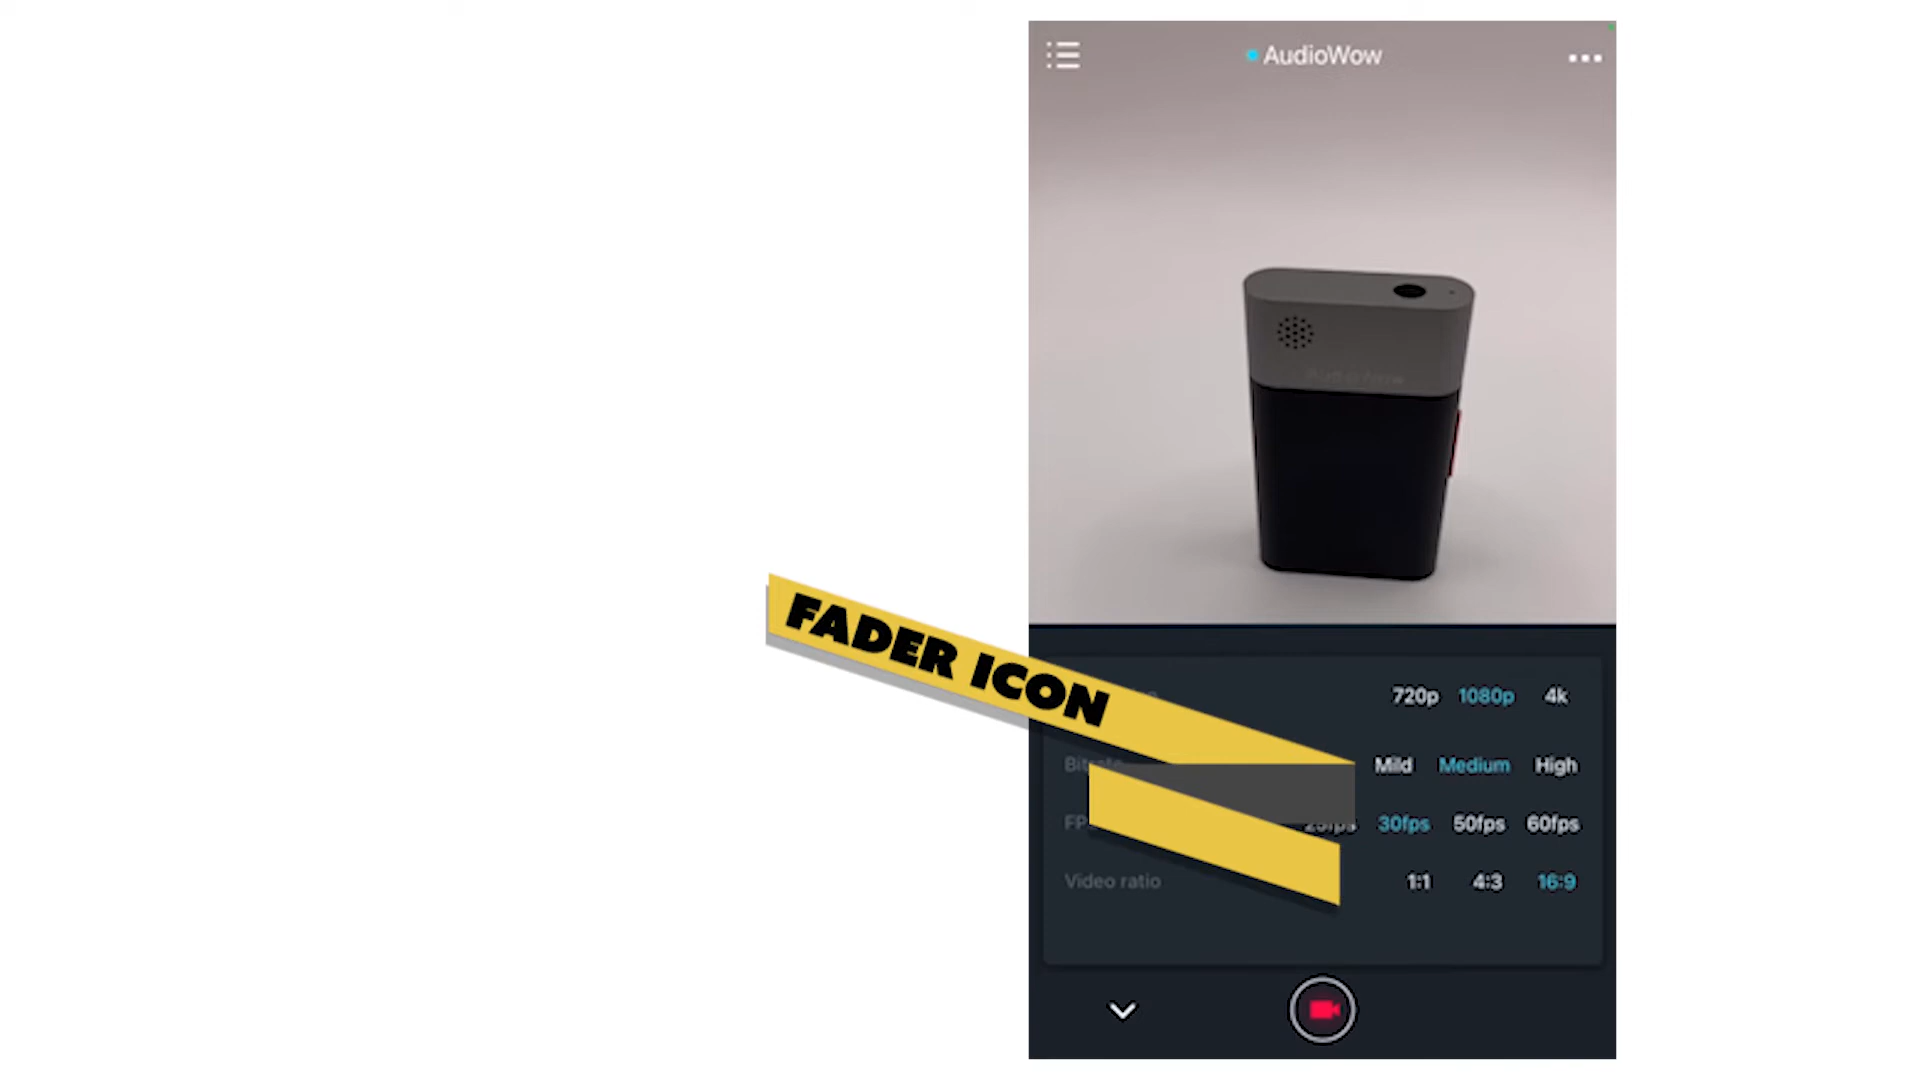 AudioWow
FADER ICON
720p 1080p 4k
Mild Medium High
30fps 50fps 60fps
Video ratio 1:1 4:3 16:9